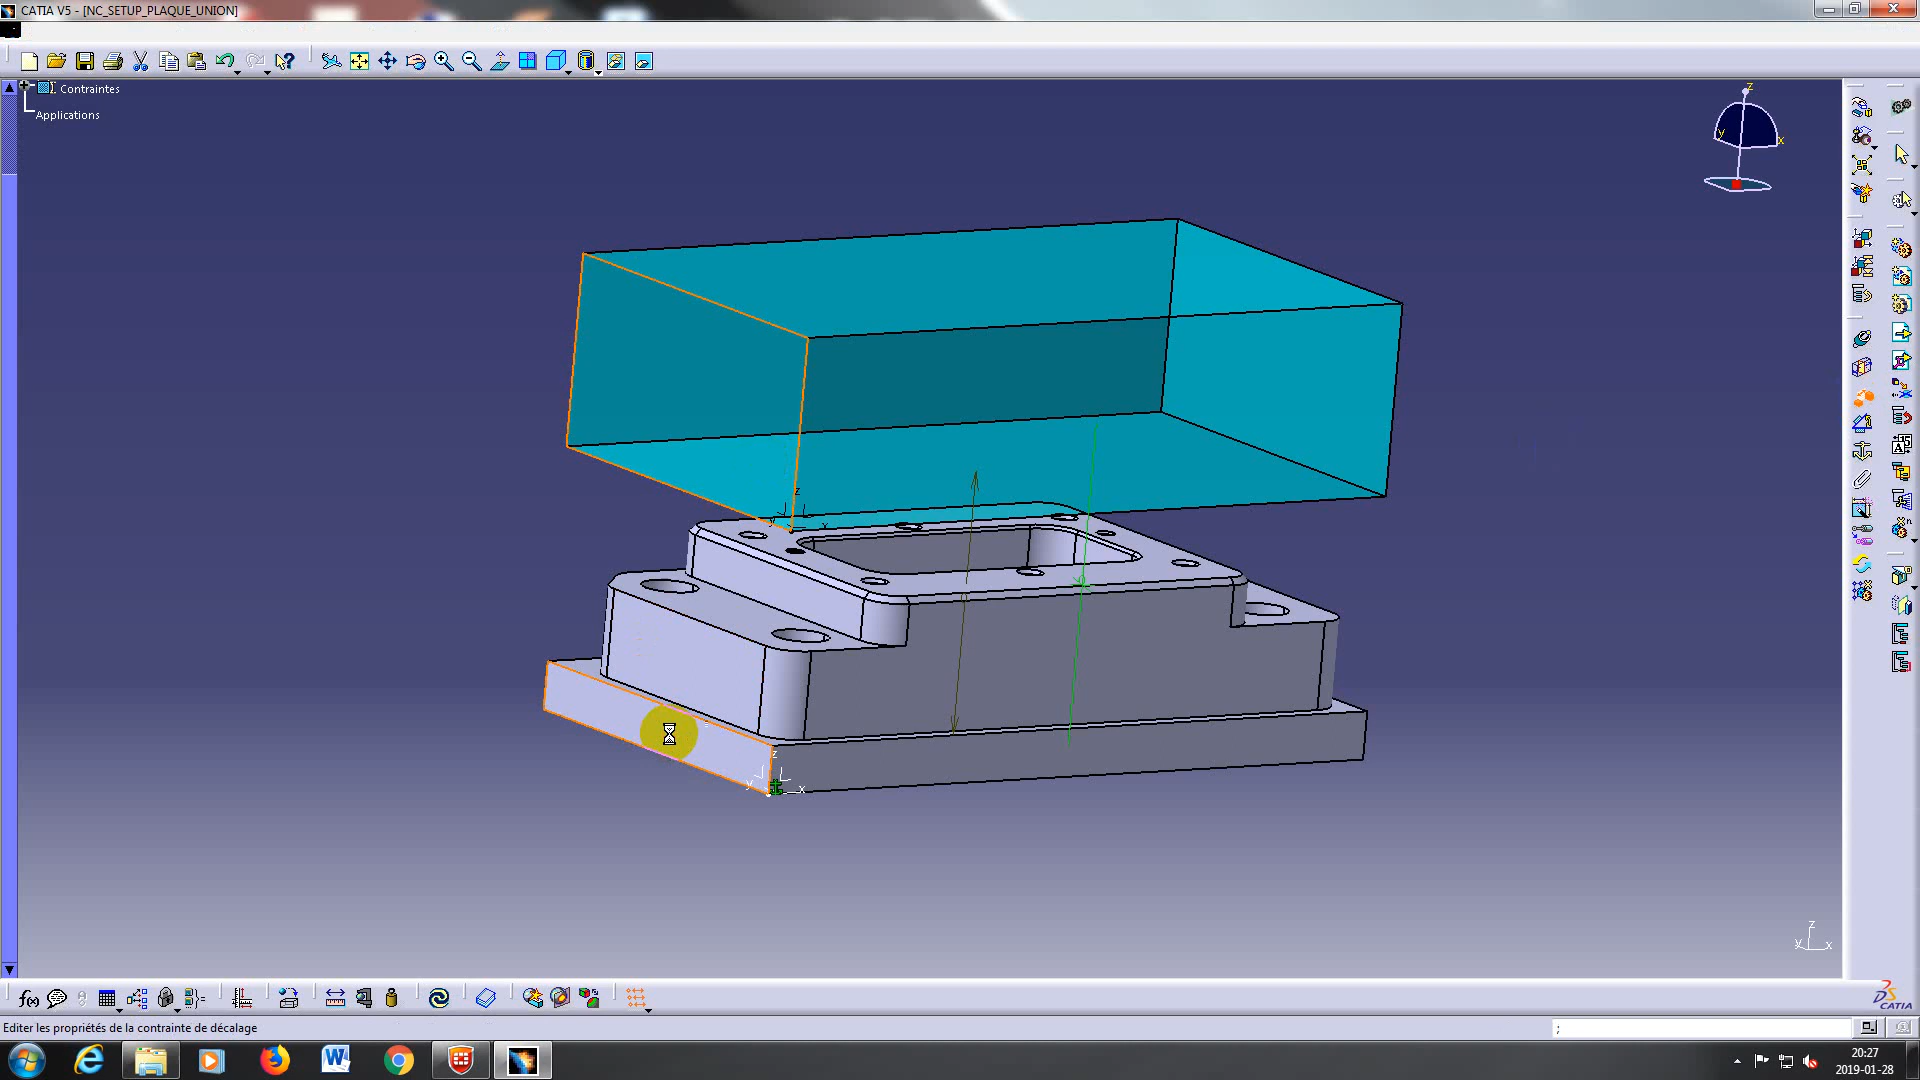 CATIA V5 - [NC_SETUP_PLAQUE_UNION]
Contraintes
Applications
z
y
x
z
y
x
z
y
x
z
y
x
f(x)
CATIA
Editer les propriétés de la contrainte de décalage
;
20:27
2019-01-28